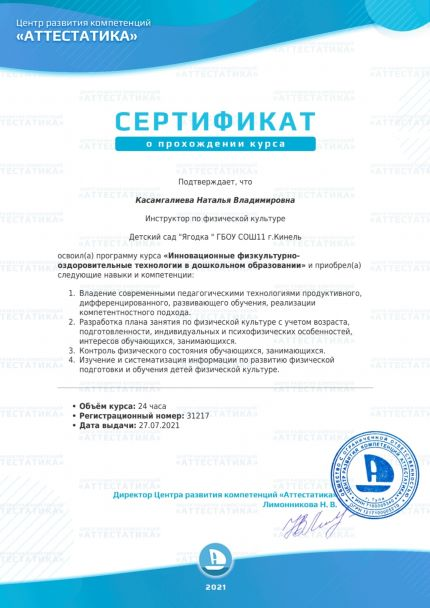 Центр развития компетенций
«АТТЕСТАТИКА»
СЕРТИФИКАТ
о прохождении курса
Подтверждает, что
Касамгалиева Наталья Владимировна
Инструктор по физической культуре
Детский сад "Ягодка " ГБОУ СОШ11 г.Кинель
освоил(а) программу курса «Инновационные физкультурно-
оздоровительные технологии в дошкольном образовании» и приобрел(а)
следующие навыки и компетенции:
1. Владение современными педагогическими технологиями продуктивного,
дифференцированного, развивающего обучения, реализации
компетентностного подхода.
2. Разработка плана занятия по физической культуре с учетом возраста,
подготовленности, индивидуальных и психофизических особенностей,
интересов обучающихся, занимающихся.
3. Контроль физического состояния обучающихся, занимающихся.
4. Изучение и систематизация информации по развитию физической
подготовки и обучения детей физической культуре.
• Объём курса: 24 часа
• Регистрационный номер: 31217
• Дата выдачи: 27.07.2021
Директор Центра развития компетенций «Аттестатика»
Лимонникова Н. В.
2021